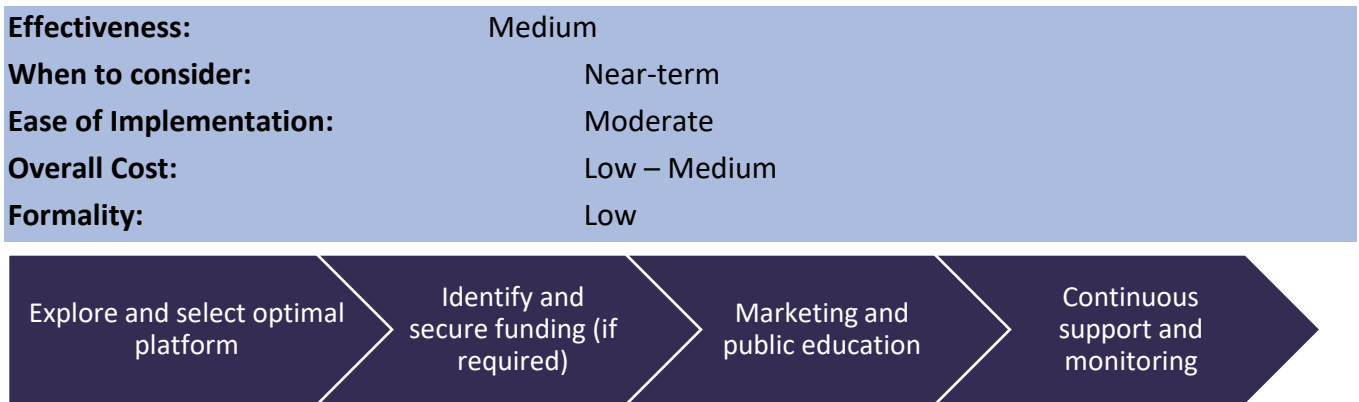 Effectiveness: Medium
When to consider: Near-term
Ease of Implementation: Moderate
Overall Cost: Low – Medium
Formality: Low
Explore and select optimal
platform
Identify and
secure funding (if
required)
Marketing and
public education
Continuous
support and
monitoring